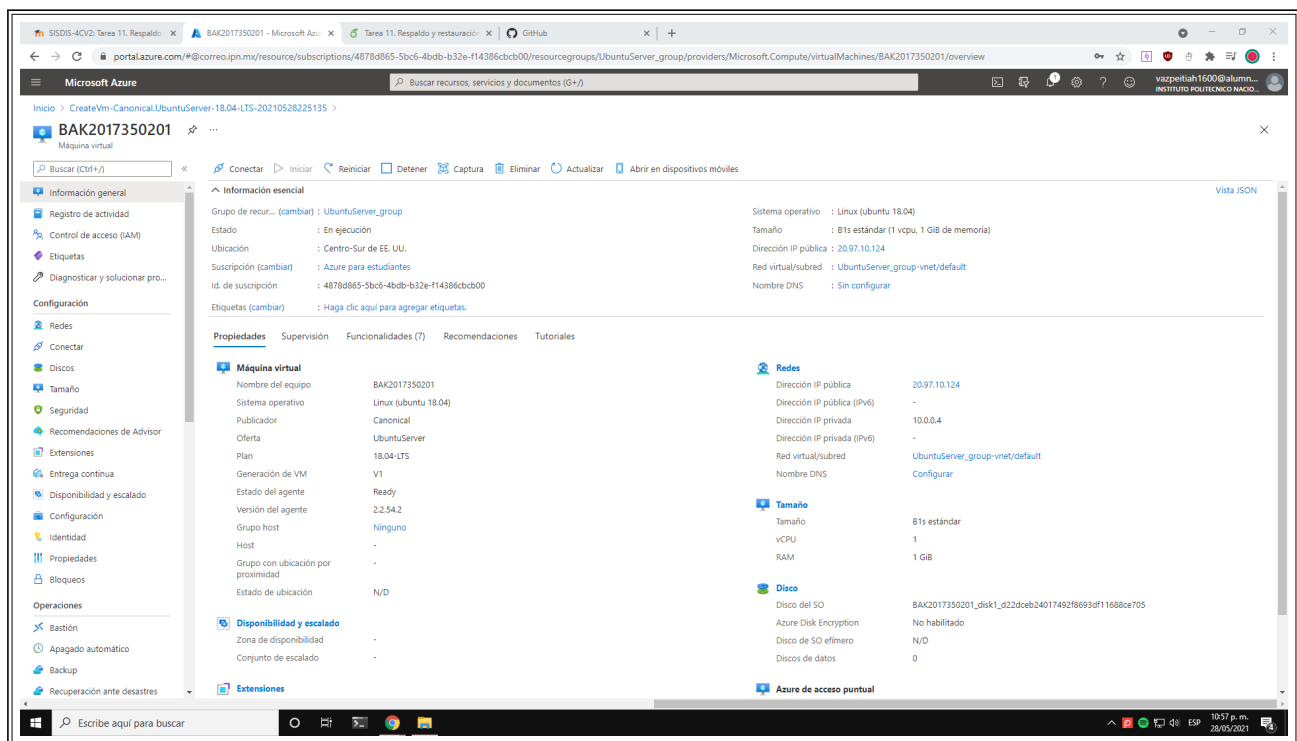 SISDIS-4CV2: Tarea 11. Respaldo
BAK2017350201 - Microsoft Azu
Tarea 11. Respaldo y restauració
GitHub
portal.azure.com/#@correo.ipn.mx/resource/subscriptions/4878d865-5bc6-4bdb-b32e-f14386cbcb00/resourcegroups/UbuntuServer_group/providers/Microsoft.Compute/virtualMachines/BAK2017350201/overview
Microsoft Azure
Buscar recursos, servicios y documentos (G+/)
1
vazpeitiah1600@alumn...
INSTITUTO POLITECNICO NACIO...
Inicio > CreateVm-Canonical.UbuntuServer-18.04-LTS-20210528225135 >
BAK2017350201
Máquina virtual
Buscar (Ctrl+/)
Conectar Iniciar Reiniciar Detener Captura Eliminar Actualizar Abrir en dispositivos móviles
Información general
Registro de actividad
Control de acceso (IAM)
Etiquetas
Diagnosticar y solucionar pro...
Configuración
Redes
Conectar
Discos
Tamaño
Seguridad
Recomendaciones de Advisor
Extensiones
Entrega continua
Disponibilidad y escalado
Configuración
Identidad
Propiedades
Bloqueos
Operaciones
Bastión
Apagado automático
Backup
Recuperación ante desastres
Información esencial
Vista JSON
Grupo de recur... (cambiar) : UbuntuServer_group
Estado : En ejecución
Ubicación : Centro-Sur de EE. UU.
Suscripción (cambiar) : Azure para estudiantes
Id. de suscripción : 4878d865-5bc6-4bdb-b32e-f14386cbcb00
Etiquetas (cambiar) : Haga clic aquí para agregar etiquetas.
Sistema operativo : Linux (ubuntu 18.04)
Tamaño : B1s estándar (1 vcpu, 1 GiB de memoria)
Dirección IP pública : 20.97.10.124
Red virtual/subred : UbuntuServer_group-vnet/default
Nombre DNS : Sin configurar
Propiedades Supervisión Funcionalidades (7) Recomendaciones Tutoriales
Máquina virtual
Nombre del equipo BAK2017350201
Sistema operativo Linux (ubuntu 18.04)
Publicador Canonical
Oferta UbuntuServer
Plan 18.04-LTS
Generación de VM V1
Estado del agente Ready
Versión del agente 2.2.54.2
Grupo host Ninguno
Host -
Grupo con ubicación por proximidad -
Estado de ubicación N/D
Disponibilidad y escalado
Zona de disponibilidad -
Conjunto de escalado -
Extensiones
Redes
Dirección IP pública 20.97.10.124
Dirección IP pública (IPv6) -
Dirección IP privada 10.0.0.4
Dirección IP privada (IPv6) -
Red virtual/subred UbuntuServer_group-vnet/default
Nombre DNS Configurar
Tamaño
Tamaño B1s estándar
vCPU 1
RAM 1 GiB
Disco
Disco del SO BAK2017350201_disk1_d22dceb24017492f8693df11688ce705
Azure Disk Encryption No habilitado
Disco de SO efímero N/D
Discos de datos 0
Azure de acceso puntual
Escribe aquí para buscar
ESP
10:57 p. m.
28/05/2021
4